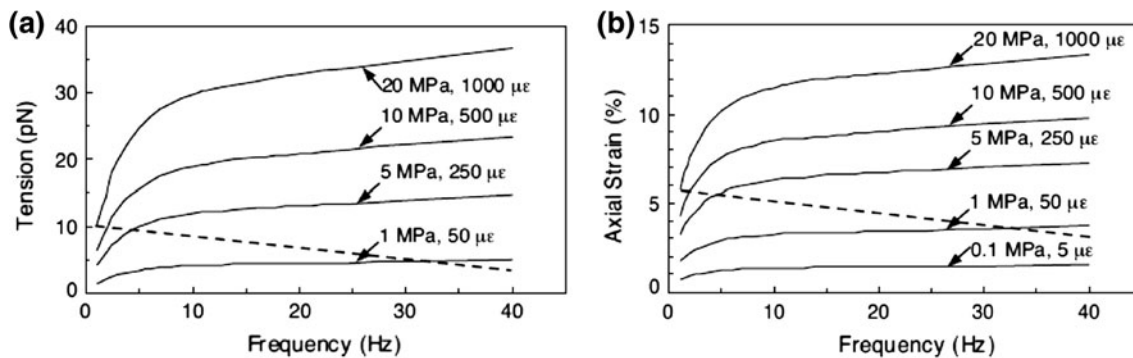 (a)
40
30
20
10
0
Tension (pN)
20 MPa, 1000 με
10 MPa, 500 με
5 MPa, 250 με
1 MPa, 50 με
0 10 20 30 40
Frequency (Hz)
(b)
15
10
5
0
Axial Strain (%)
20 MPa, 1000 με
10 MPa, 500 με
5 MPa, 250 με
1 MPa, 50 με
0.1 MPa, 5 με
0 10 20 30 40
Frequency (Hz)